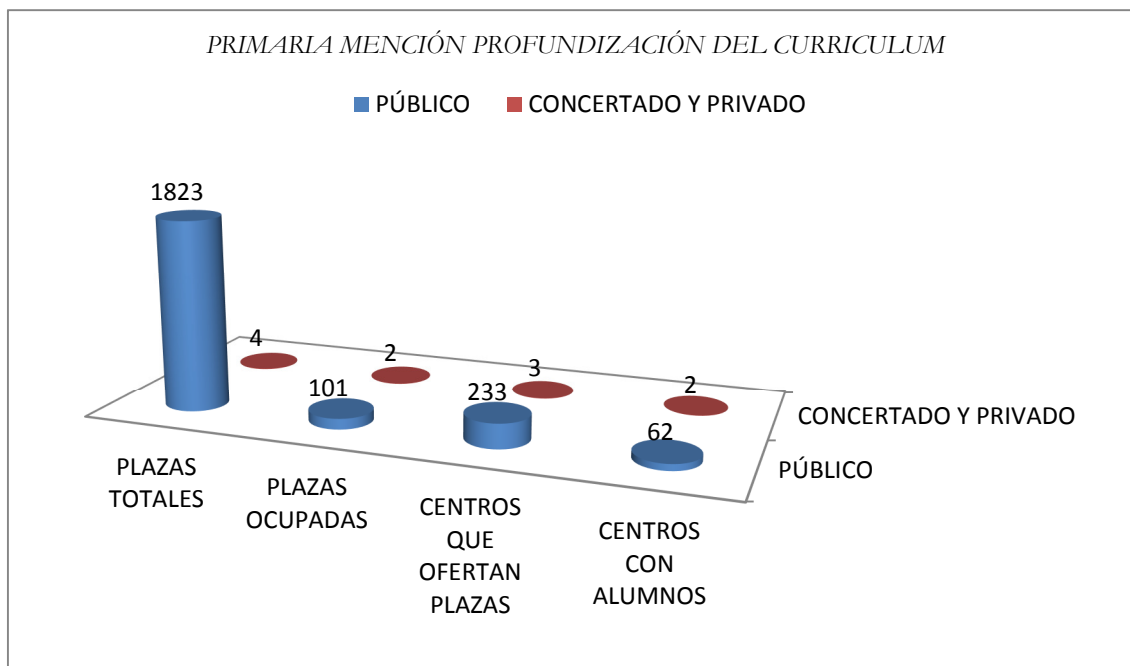 PRIMARIA MENCIÓN PROFUNDIZACIÓN DEL CURRICULUM
PÚBLICO CONCERTADO Y PRIVADO
1823
4
2
3
2
101
233
62
CONCERTADO Y PRIVADO
PÚBLICO
PLAZAS
TOTALES
PLAZAS
OCUPADAS
CENTROS
QUE
OFERTAN
PLAZAS
CENTROS
CON
ALUMNOS